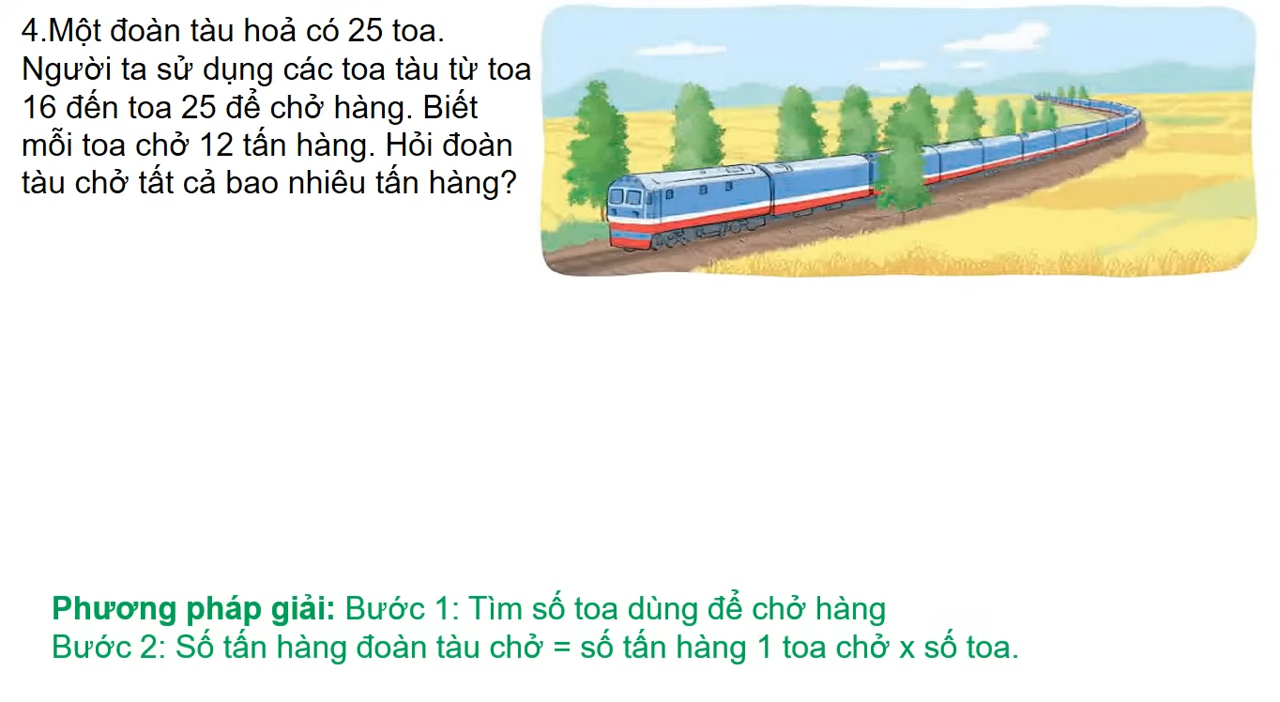 4.Một đoàn tàu hoả có 25 toa.
Người ta sử dụng các toa tàu từ toa
16 đến toa 25 để chở hàng. Biết
mỗi toa chở 12 tấn hàng. Hỏi đoàn
tàu chở tất cả bao nhiêu tấn hàng?
Phương pháp giải: Bước 1: Tìm số toa dùng để chở hàng
Bước 2: Số tấn hàng đoàn tàu chở = số tấn hàng 1 toa chở x số toa.